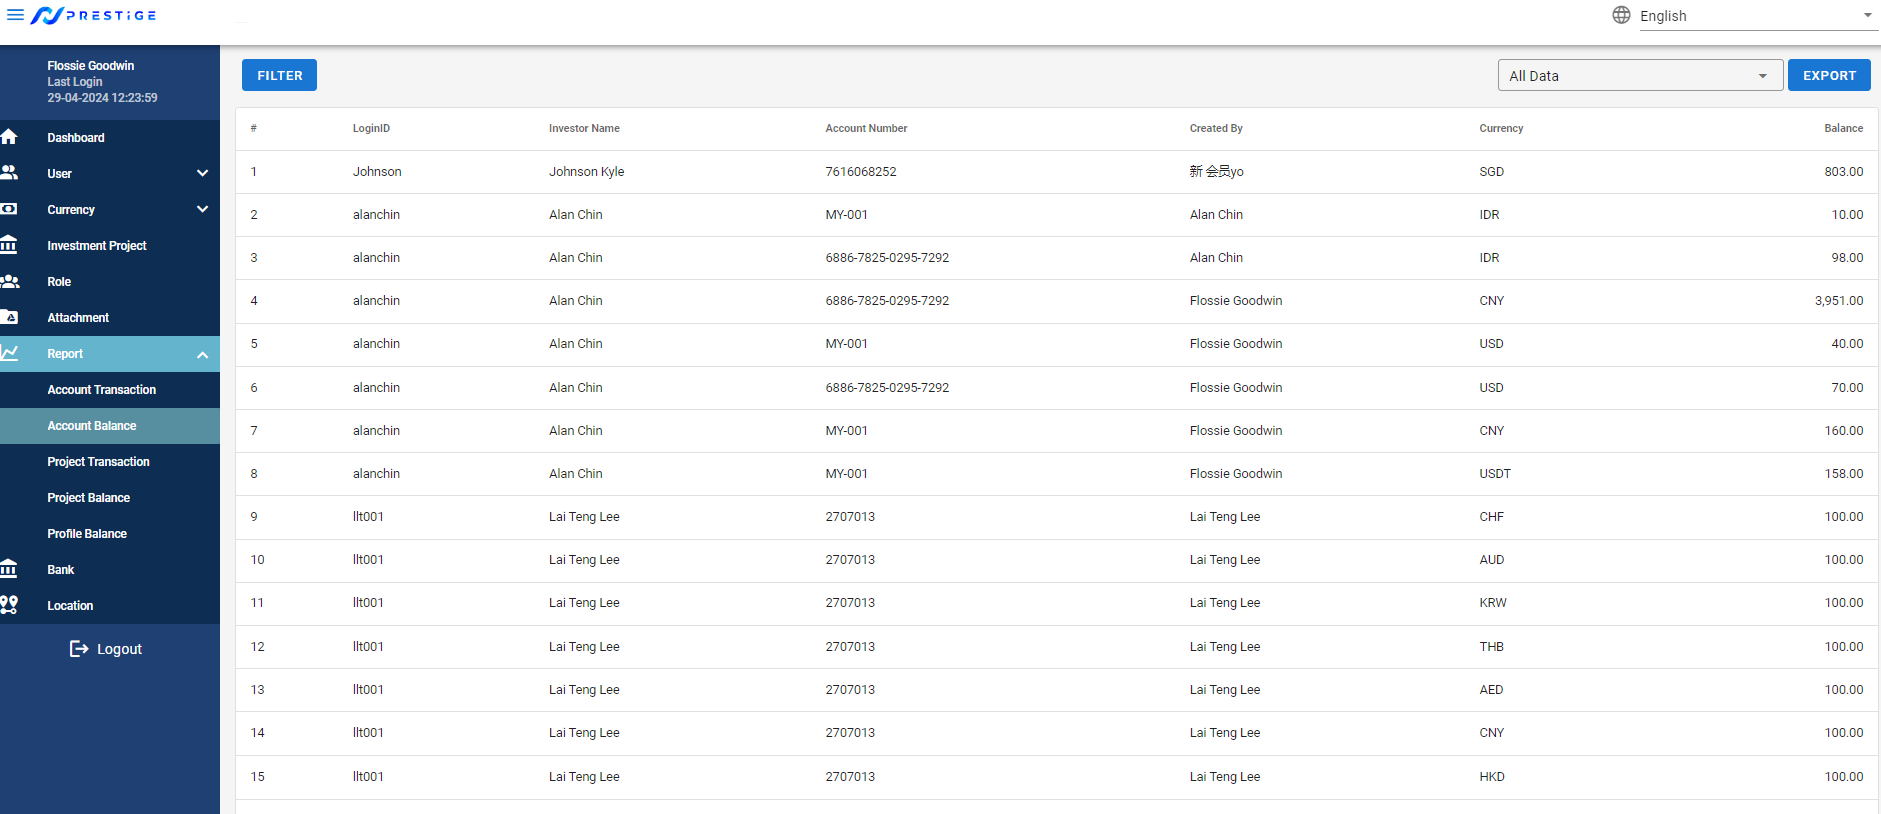 PRESTIGE
English
Flossie Goodwin
Last Login
29-04-2024 12:23:59
Dashboard
User
Currency
Investment Project
Role
Attachment
Report
Account Transaction
Account Balance
Project Transaction
Project Balance
Profile Balance
Bank
Location
Logout
FILTER
All Data
EXPORT
# LoginID Investor Name Account Number Created By Currency Balance
1 Johnson Johnson Kyle 7616068252 新 会员yo SGD 803.00
2 alanchin Alan Chin MY-001 Alan Chin IDR 10.00
3 alanchin Alan Chin 6886-7825-0295-7292 Alan Chin IDR 98.00
4 alanchin Alan Chin 6886-7825-0295-7292 Flossie Goodwin CNY 3,951.00
5 alanchin Alan Chin MY-001 Flossie Goodwin USD 40.00
6 alanchin Alan Chin 6886-7825-0295-7292 Flossie Goodwin USD 70.00
7 alanchin Alan Chin MY-001 Flossie Goodwin CNY 160.00
8 alanchin Alan Chin MY-001 Flossie Goodwin USDT 158.00
9 llt001 Lai Teng Lee 2707013 Lai Teng Lee CHF 100.00
10 llt001 Lai Teng Lee 2707013 Lai Teng Lee AUD 100.00
11 llt001 Lai Teng Lee 2707013 Lai Teng Lee KRW 100.00
12 llt001 Lai Teng Lee 2707013 Lai Teng Lee THB 100.00
13 llt001 Lai Teng Lee 2707013 Lai Teng Lee AED 100.00
14 llt001 Lai Teng Lee 2707013 Lai Teng Lee CNY 100.00
15 llt001 Lai Teng Lee 2707013 Lai Teng Lee HKD 100.00